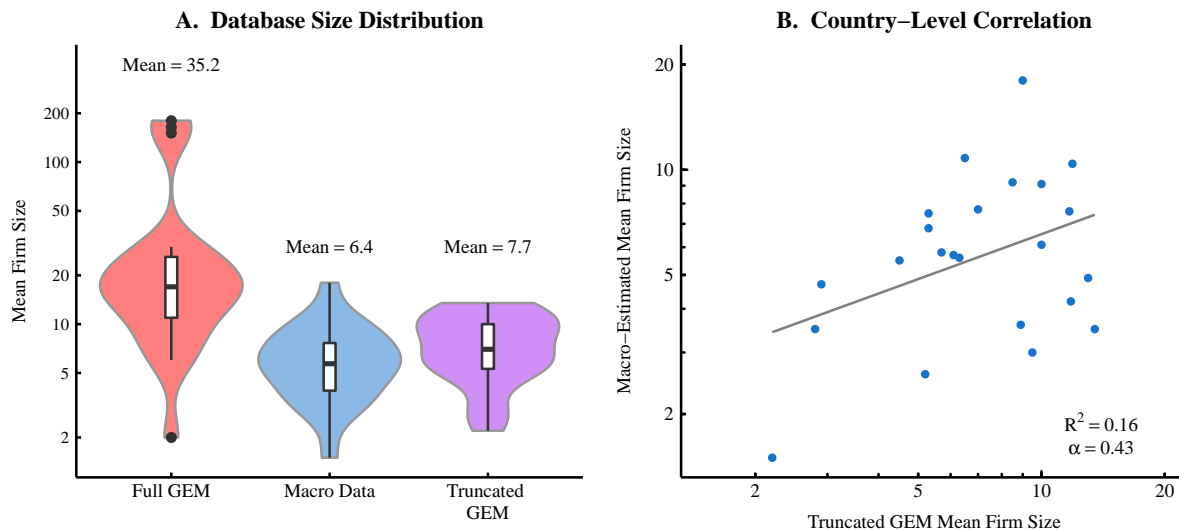 A. Database Size Distribution
Mean Firm Size
200
100
50
20
10
5
2
Mean = 35.2
Mean = 6.4
Mean = 7.7
Full GEM
Macro Data
Truncated
GEM
B. Country−Level Correlation
Macro−Estimated Mean Firm Size
20
10
5
2
R² = 0.16
α = 0.43
2
5
10
20
Truncated GEM Mean Firm Size